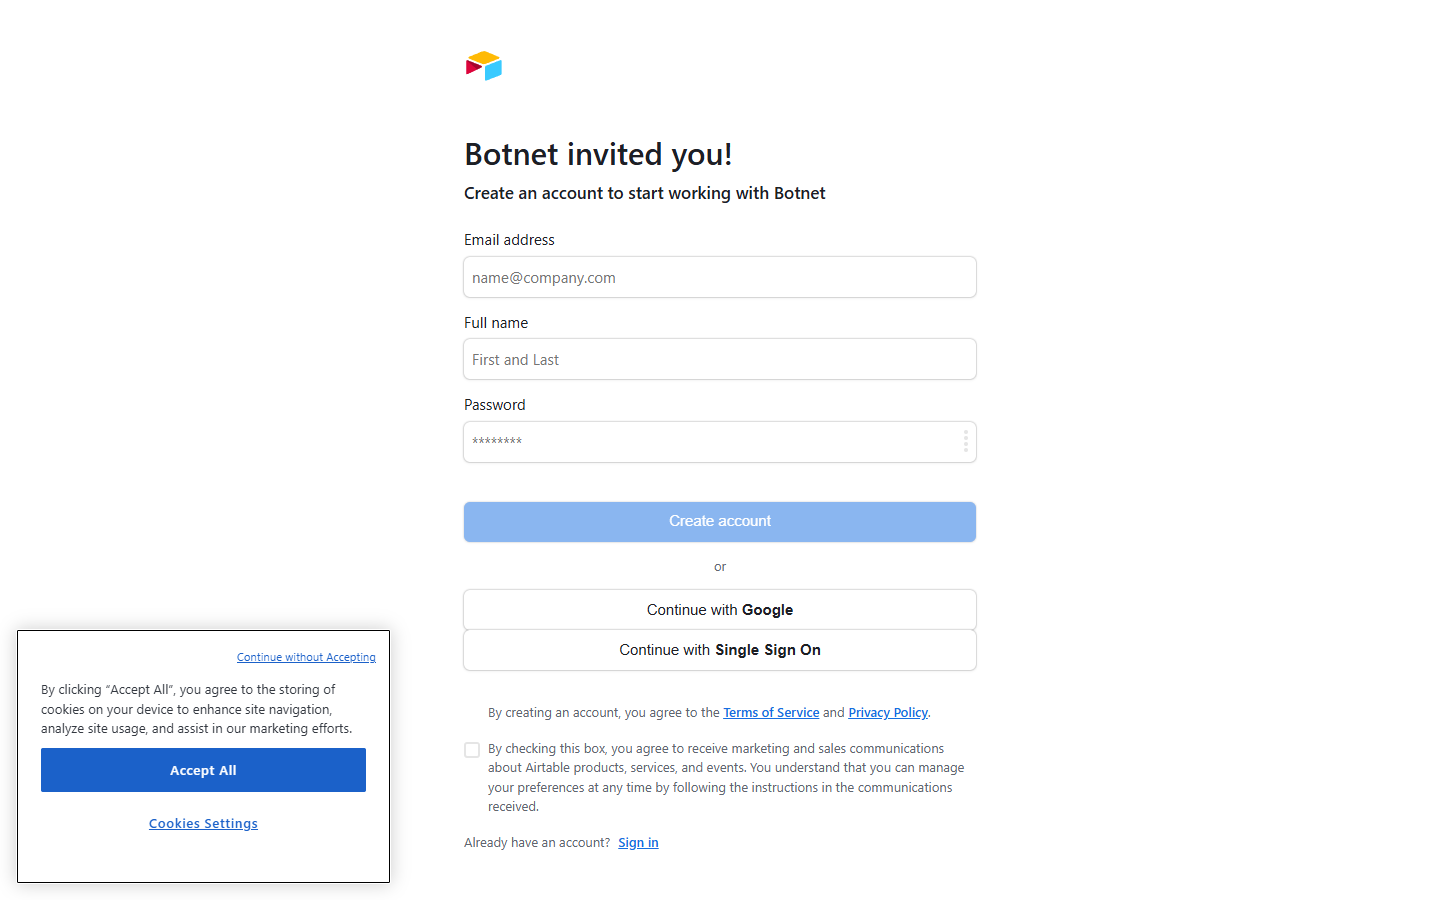 Botnet invited you!
Create an account to start working with Botnet
Email address
name@company.com
Full name
First and Last
Password
********
Create account
or
Continue with Google
Continue with Single Sign On
By creating an account, you agree to the Terms of Service and Privacy Policy.
By checking this box, you agree to receive marketing and sales communications
about Airtable products, services, and events. You understand that you can manage
your preferences at any time by following the instructions in the communications
received.
Already have an account? Sign in
Continue without Accepting
By clicking “Accept All”, you agree to the storing of
cookies on your device to enhance site navigation,
analyze site usage, and assist in our marketing efforts.
Accept All
Cookies Settings